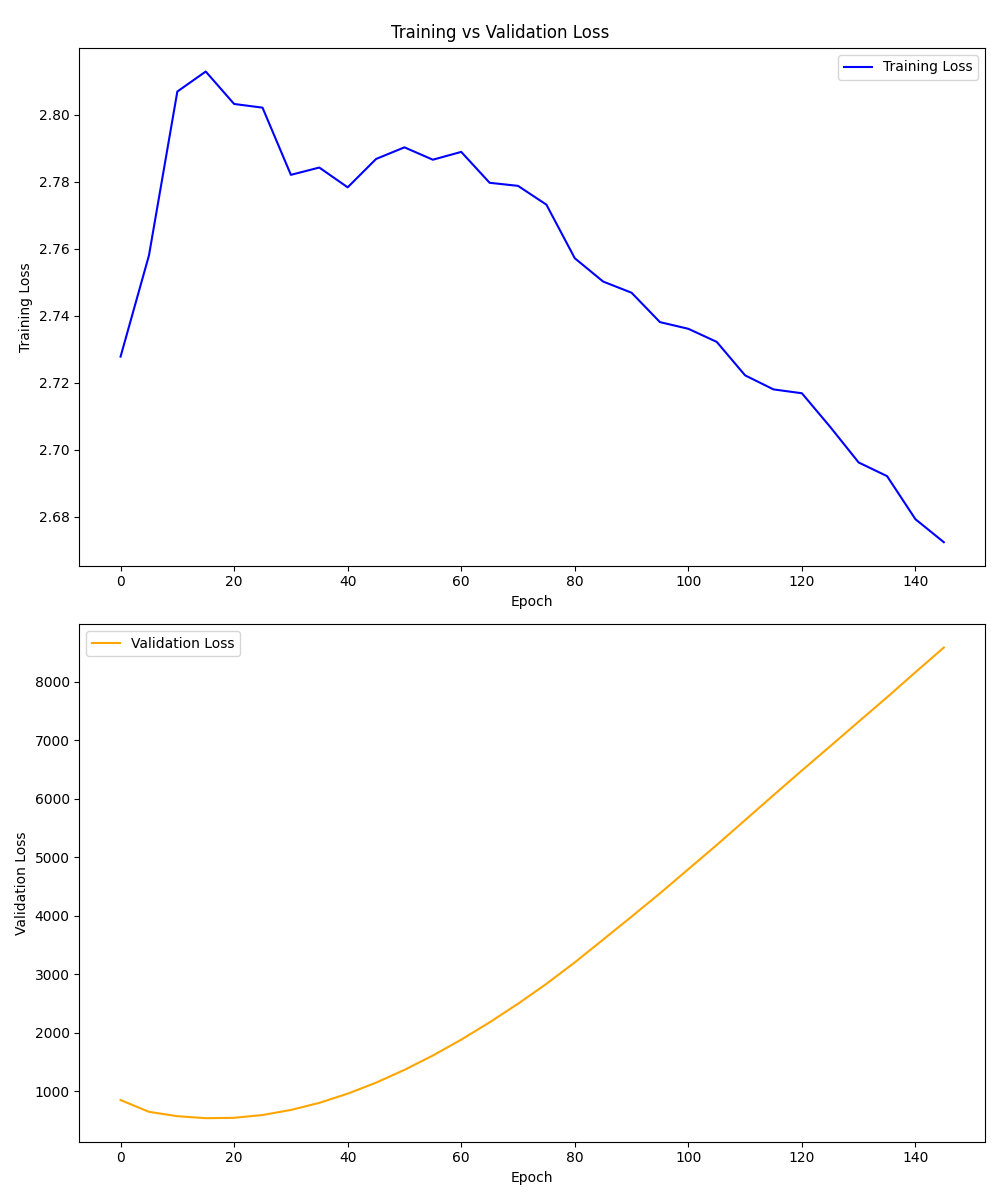 Training vs Validation Loss
Training Loss
2.80
2.78
2.76
2.74
2.72
2.70
2.68
Training Loss
0 20 40 60 80 100 120 140
Epoch
Validation Loss
8000
7000
6000
5000
4000
3000
2000
1000
Validation Loss
0 20 40 60 80 100 120 140
Epoch